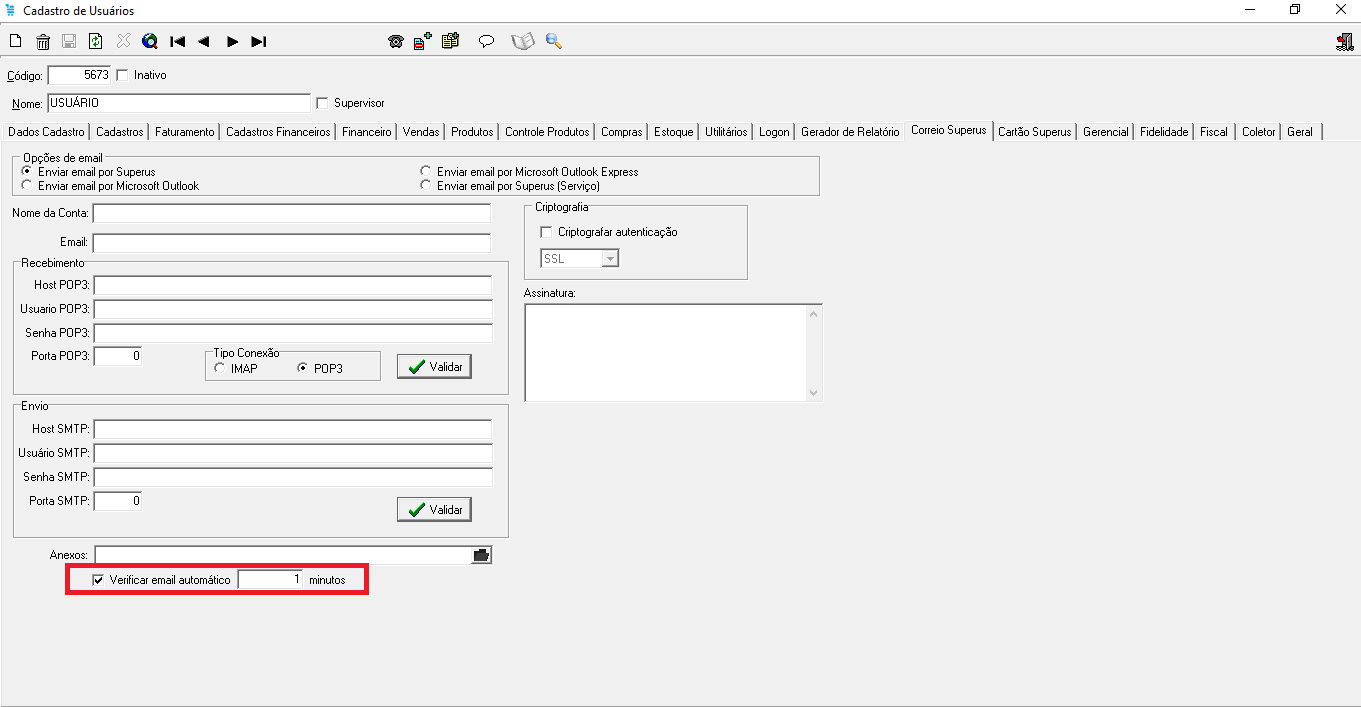 Cadastro de Usuários
Código: 5673 Inativo
Nome: USUÁRIO Supervisor
Dados Cadastro Cadastros Faturamento Cadastros Financeiros Financeiro Vendas Produtos Controle Produtos Compras Estoque Utilitários Logon Gerador de Relatório Correio Superus Cartão Superus Gerencial Fidelidade Fiscal Coletor Geral
Opções de email
Enviar email por Superus Enviar email por Microsoft Outlook Express
Enviar email por Microsoft Outlook Enviar email por Superus (Serviço)
Nome da Conta:
Email:
Criptografia
Criptografar autenticação
SSL
Recebimento
Host POP3:
Usuario POP3:
Senha POP3:
Porta POP3: 0
Tipo Conexão
IMAP POP3
Validar
Assinatura:
Envio
Host SMTP:
Usuário SMTP:
Senha SMTP:
Porta SMTP: 0
Validar
Anexos:
Verificar email automático 1 minutos